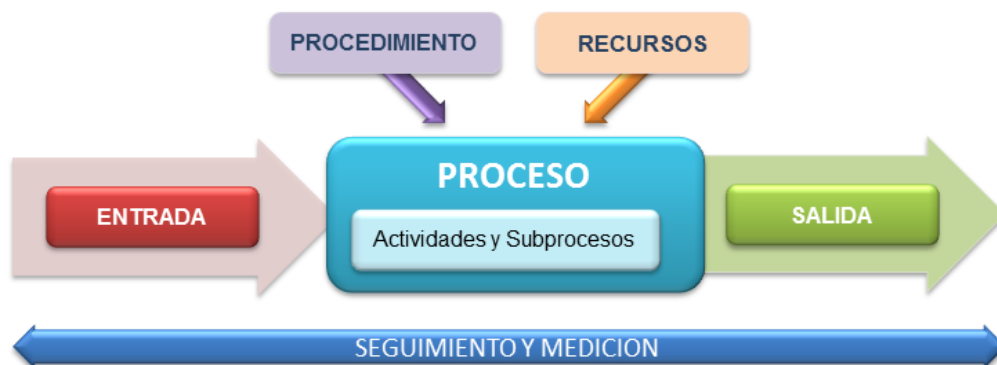 PROCEDIMIENTO
RECURSOS
ENTRADA
PROCESO
Actividades y Subprocesos
SALIDA
SEGUIMIENTO Y MEDICION